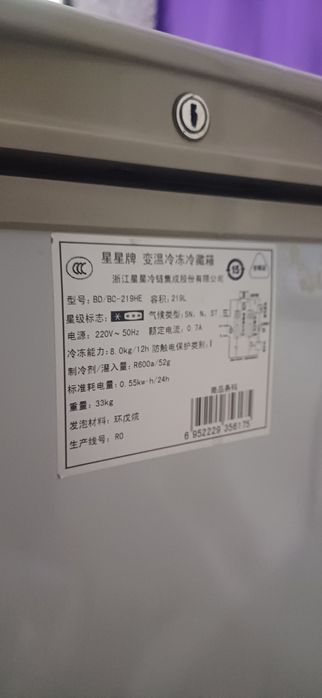 星星牌 变温冷冻冷藏箱
浙江星星冷链集成股份有限公司
型号: BD/BC-219HE 容积: 219L
星级标志: 气候类型: SN、N、ST
电源: 220V~50Hz 额定电流: 0.7A
冷冻能力: 8.0kg/12h 防触电保护类别: I
制冷剂/灌入量: R600a/52g
标准耗电量: 0.55kw·h/24h
重量: 33kg
发泡材料: 环戊烷
生产线号: R0
15
商品条码
6 952229 356175